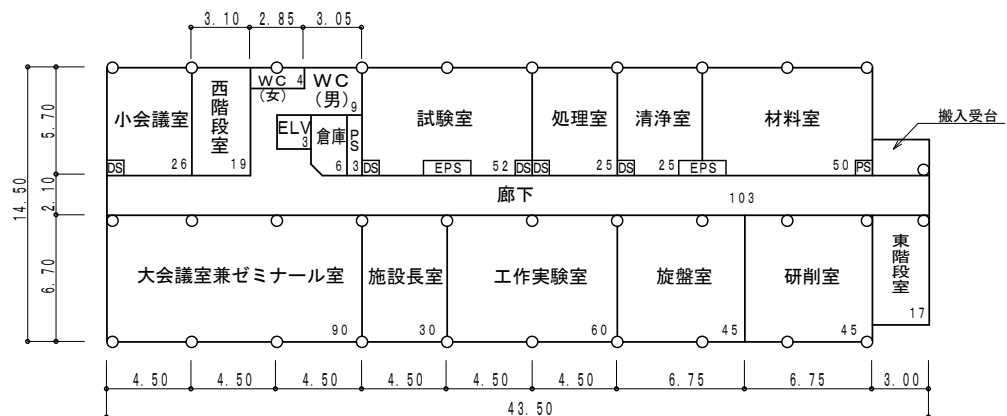 3.10 2.85 3.05
小会議室 26
西階段室 19
WC (女) 4
WC (男) 9
ELV 3
倉庫 6
PS 3
試験室 52
処理室 25
清浄室 25
材料室 50
搬入受台
DS
DS
EPS
DS
DS
DS
EPS
PS
廊下 103
大会議室兼ゼミナール室 90
施設長室 30
工作実験室 60
旋盤室 45
研削室 45
東階段室 17
14.50
5.70
2.10
6.70
4.50 4.50 4.50 4.50 4.50 4.50 6.75 6.75 3.00
43.50